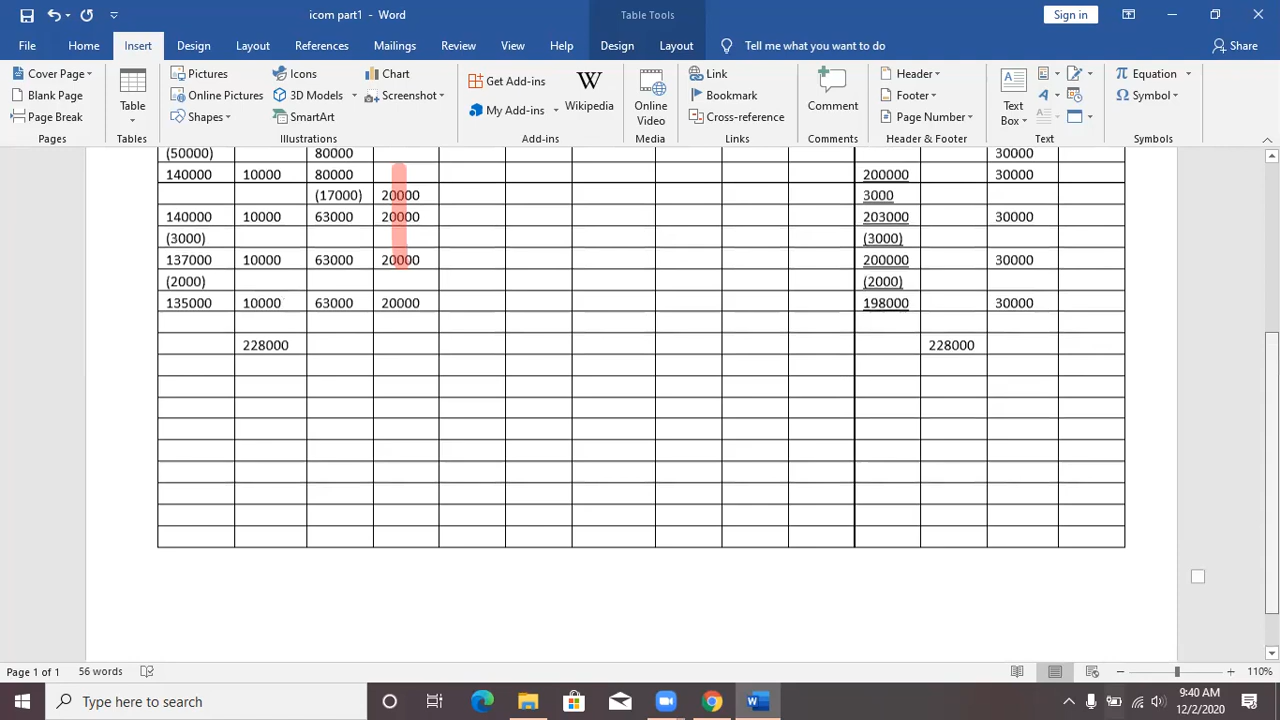 icom part1 - Word
Table Tools
Sign in
File Home Insert Design Layout References Mailings Review View Help Design Layout Tell me what you want to do Share
Cover Page
Blank Page
Page Break
Pages
Table
Tables
Pictures
Online Pictures
Shapes
Icons
3D Models
SmartArt
Chart
Screenshot
Illustrations
Get Add-ins
My Add-ins
Wikipedia
Add-ins
Online
Video
Media
Link
Bookmark
Cross-reference
Links
Comment
Comments
Header
Footer
Page Number
Header & Footer
Text
Box
Text
Equation
Symbol
Symbols
(50000) 80000 30000
140000 10000 80000 200000 30000
(17000) 20000 3000
140000 10000 63000 20000 203000 30000
(3000) (3000)
137000 10000 63000 20000 200000 30000
(2000) (2000)
135000 10000 63000 20000 198000 30000
228000 228000
Page 1 of 1 56 words 110%
Type here to search
9:40 AM
12/2/2020